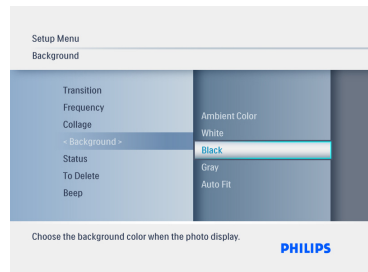 Setup Menu
Background
Transition
Frequency
Collage
< Background >
Status
To Delete
Beep
Ambient Color
White
Black
Gray
Auto Fit
Choose the background color when the photo display.
PHILIPS